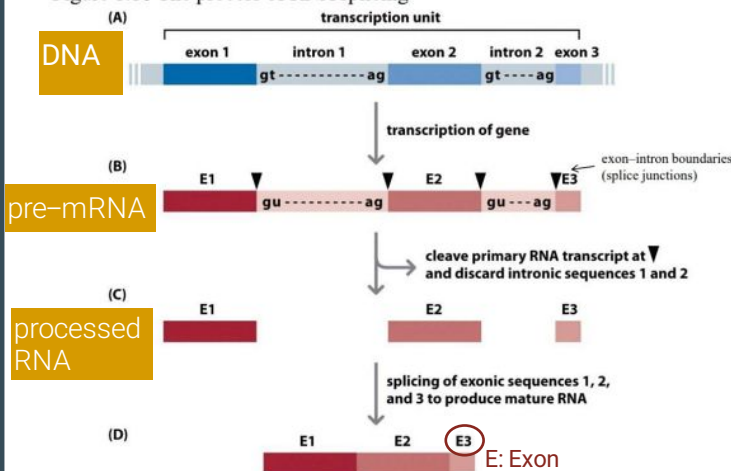 (A)
transcription unit
DNA
exon 1 intron 1 exon 2 intron 2 exon 3
gt-----------ag gt----ag
transcription of gene
(B)
exon–intron boundaries
(splice junctions)
E1 E2 E3
pre–mRNA
gu----------ag gu---ag
cleave primary RNA transcript at
and discard intronic sequences 1 and 2
(C)
E1 E2 E3
processed
RNA
splicing of exonic sequences 1, 2,
and 3 to produce mature RNA
(D)
E1 E2 E3
E: Exon